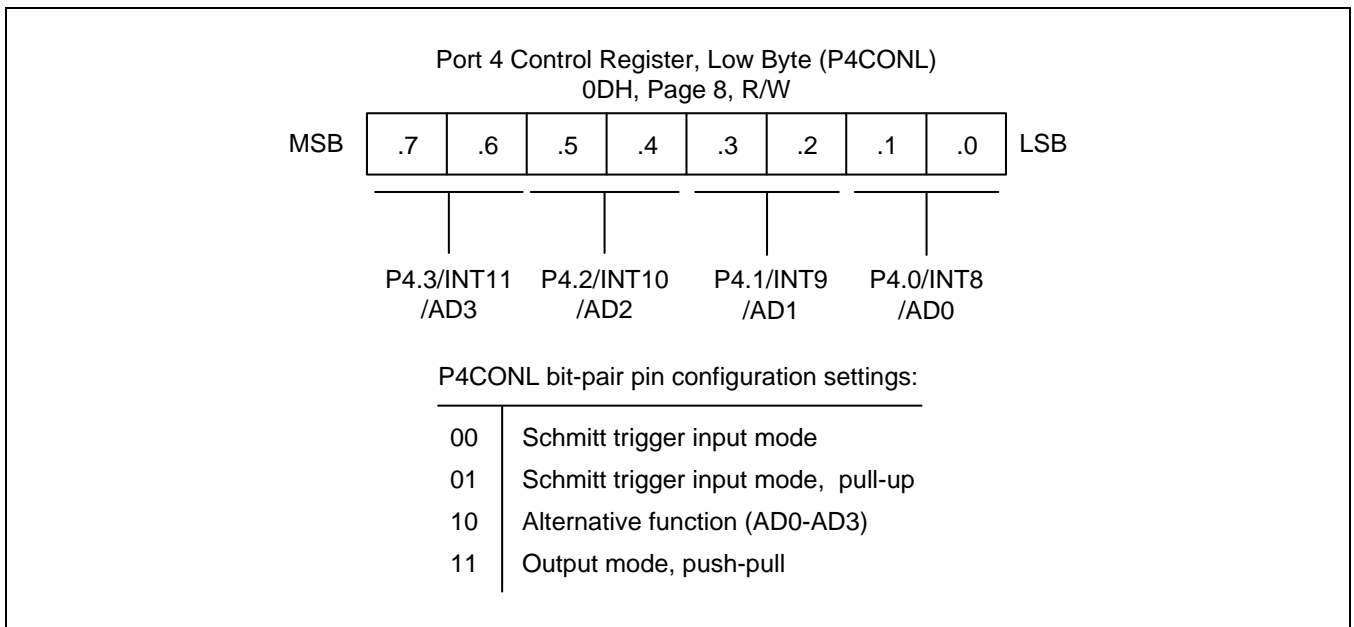 Port 4 Control Register, Low Byte (P4CONL)
0DH, Page 8, R/W
MSB .7 .6 .5 .4 .3 .2 .1 .0 LSB
P4.3/INT11 P4.2/INT10 P4.1/INT9 P4.0/INT8
/AD3 /AD2 /AD1 /AD0
P4CONL bit-pair pin configuration settings:
00 Schmitt trigger input mode
01 Schmitt trigger input mode, pull-up
10 Alternative function (AD0-AD3)
11 Output mode, push-pull